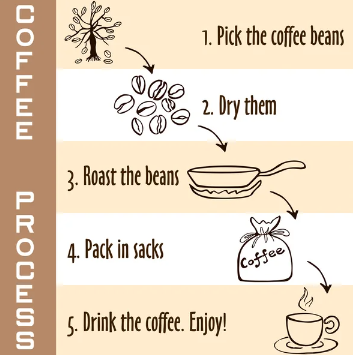 COFFEE PROCESS
1. Pick the coffee beans
2. Dry them
3. Roast the beans
4. Pack in sacks
Coffee
5. Drink the coffee. Enjoy!